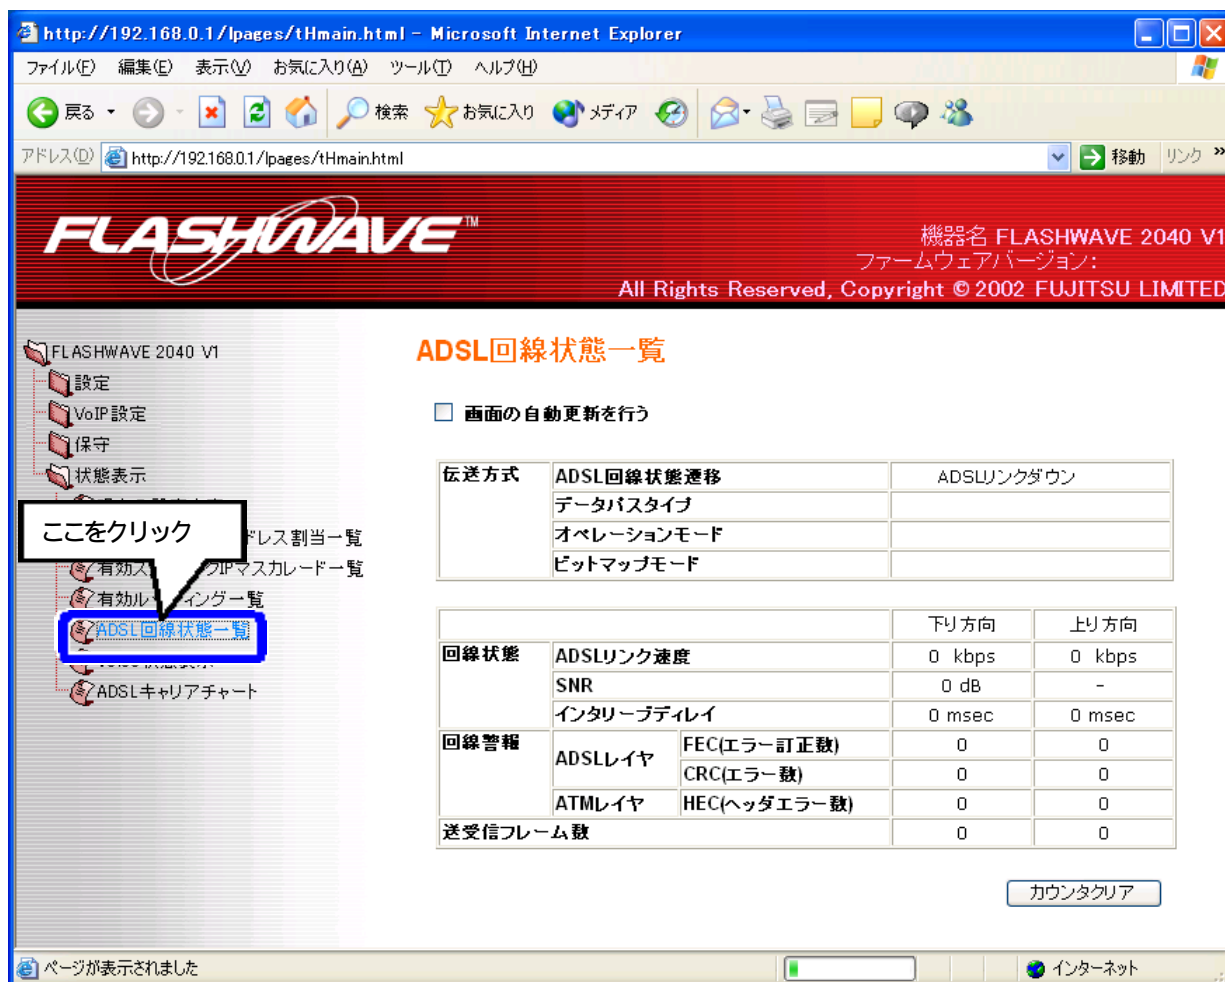 http://192.168.0.1/lpages/tHmain.html - Microsoft Internet Explorer
ファイル(F) 編集(E) 表示(V) お気に入り(A) ツール(T) ヘルプ(H)
戻る 検索 お気に入り メディア
アドレス(D) http://192.168.0.1/lpages/tHmain.html 移動 リンク »
FLASHWAVE™
機器名 FLASHWAVE 2040 V1
ファームウェアバージョン:
All Rights Reserved, Copyright © 2002 FUJITSU LIMITED
FLASHWAVE 2040 V1
設定
VoIP設定
保守
状態表示
ここをクリック
ドレス割当一覧
有効ス IPマスカレード一覧
有効ル ィング一覧
ADSL回線状態一覧
ADSLキャリアチャート
ADSL回線状態一覧
画面の自動更新を行う
伝送方式 ADSL回線状態遷移 ADSLリンクダウン
データパスタイプ
オペレーションモード
ビットマップモード
下り方向 上り方向
回線状態 ADSLリンク速度 0 kbps 0 kbps
SNR 0 dB -
インタリーブディレイ 0 msec 0 msec
回線警報 ADSLレイヤ FEC(エラー訂正数) 0 0
CRC(エラー数) 0 0
ATMレイヤ HEC(ヘッダエラー数) 0 0
送受信フレーム数 0 0
カウンタクリア
ページが表示されました インターネット